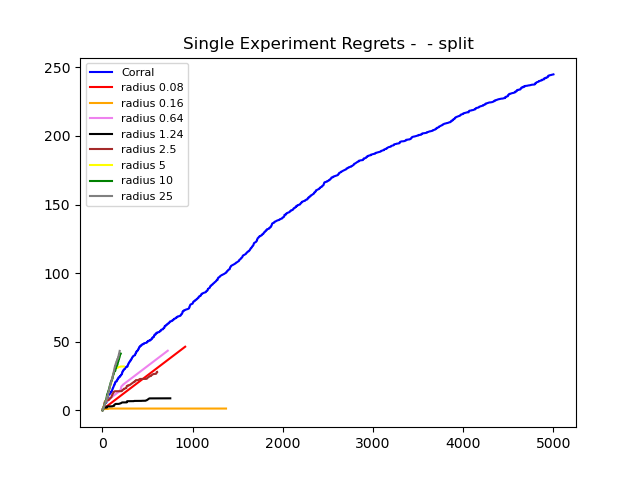 Single Experiment Regrets -  - split
250
200
150
100
50
0
Corral
radius 0.08
radius 0.16
radius 0.64
radius 1.24
radius 2.5
radius 5
radius 10
radius 25
0 1000 2000 3000 4000 5000